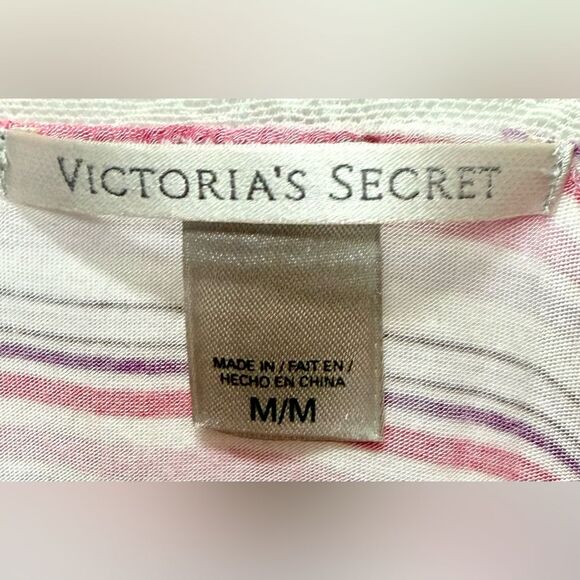 VICTORIA'S SECRET
MADE IN / FAIT EN /
HECHO EN CHINA
M/M